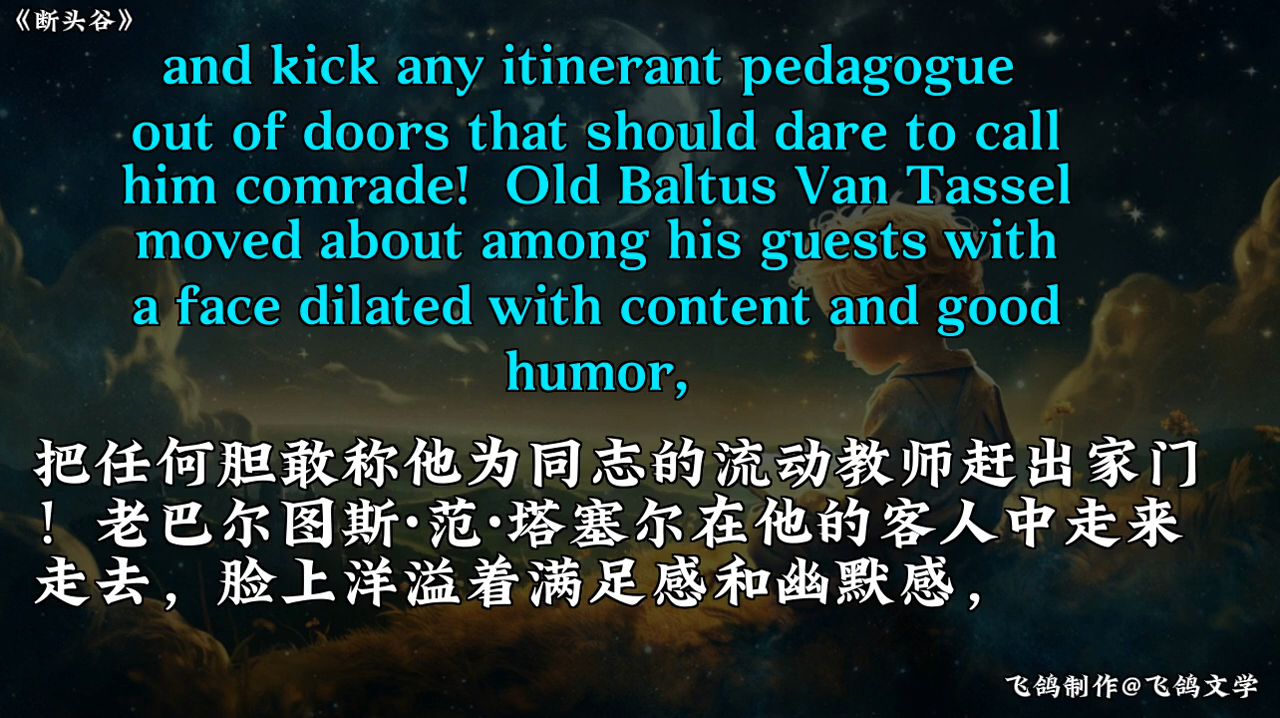 《断头谷》
and kick any itinerant pedagogue
out of doors that should dare to call
him comrade! Old Baltus Van Tassel
moved about among his guests with
a face dilated with content and good
humor,
把任何胆敢称他为同志的流动教师赶出家门
！老巴尔图斯·范·塔塞尔在他的客人中走来
走去，脸上洋溢着满足感和幽默感，
飞鸽制作@飞鸽文学